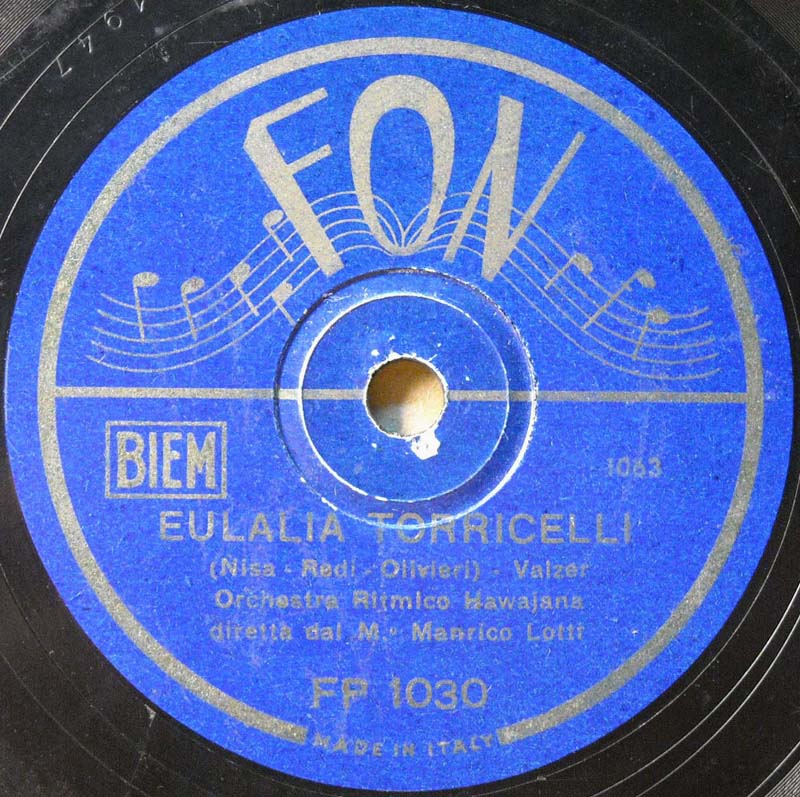 1947
FON
BIEM
1063
EULALIA TORRICELLI
(Nisa - Redi - Olivieri) - Valzer
Orchestra Ritmico Hawajana
diretta dal M.° Manrico Lotti
FP 1030
MADE IN ITALY